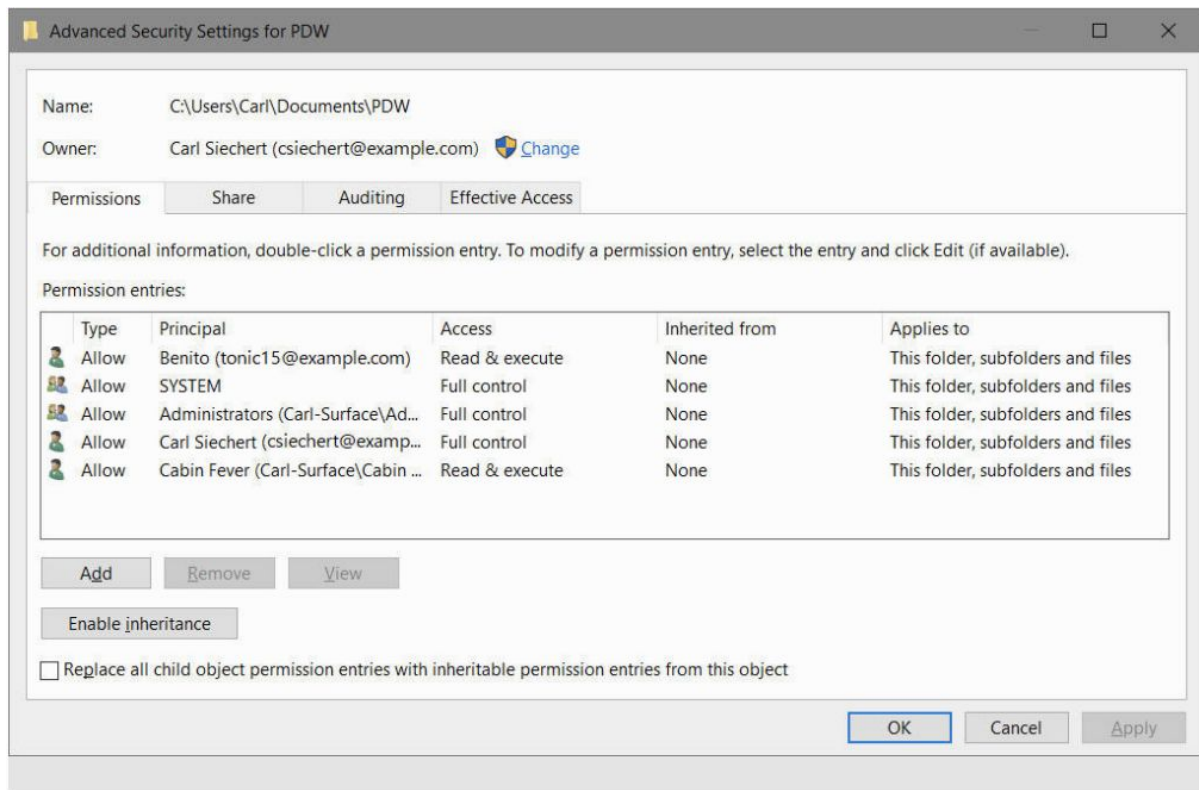 Advanced Security Settings for PDW
Name: C:\Users\Carl\Documents\PDW
Owner: Carl Siechert (csiechert@example.com) Change
Permissions Share Auditing Effective Access
For additional information, double-click a permission entry. To modify a permission entry, select the entry and click Edit (if available).
Permission entries:
Type Principal Access Inherited from Applies to
Allow Benito (tonic15@example.com) Read & execute None This folder, subfolders and files
Allow SYSTEM Full control None This folder, subfolders and files
Allow Administrators (Carl-Surface\Ad... Full control None This folder, subfolders and files
Allow Carl Siechert (csiechert@examp... Full control None This folder, subfolders and files
Allow Cabin Fever (Carl-Surface\Cabin ... Read & execute None This folder, subfolders and files
Add Remove View
Enable inheritance
Replace all child object permission entries with inheritable permission entries from this object
OK Cancel Apply